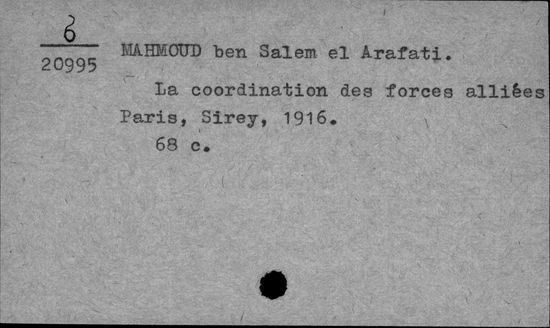 6
20995
MAHMOUD ben Salem el Arafati.
La coordination des forces alliées
Paris, Sirey, 1916.
68 c.